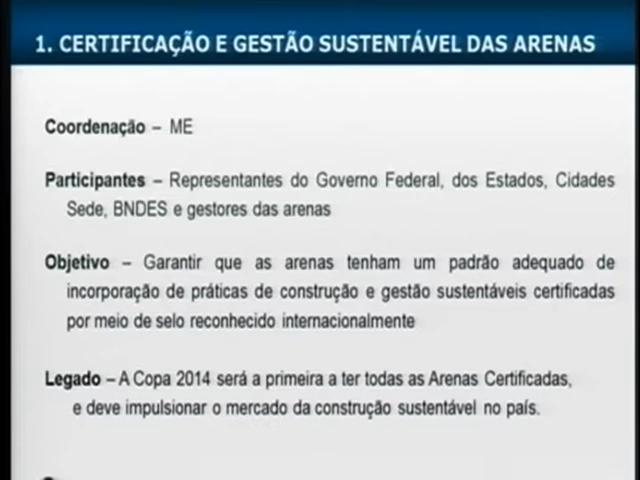 1. CERTIFICAÇÃO E GESTÃO SUSTENTÁVEL DAS ARENAS
Coordenação – ME
Participantes – Representantes do Governo Federal, dos Estados, Cidades
Sede, BNDES e gestores das arenas
Objetivo – Garantir que as arenas tenham um padrão adequado de
incorporação de práticas de construção e gestão sustentáveis certificadas
por meio de selo reconhecido internacionalmente
Legado – A Copa 2014 será a primeira a ter todas as Arenas Certificadas,
e deve impulsionar o mercado da construção sustentável no país.